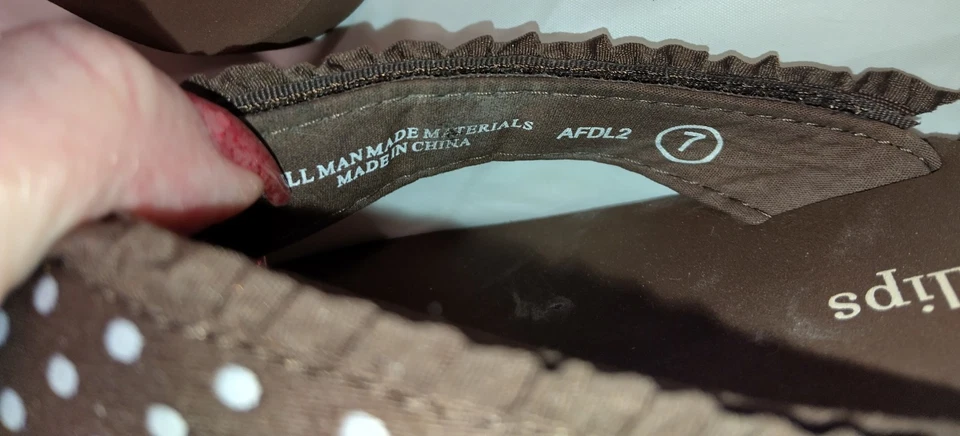 LL MAN MADE MATERIALS
MADE IN CHINA
AFDL2
7
lips